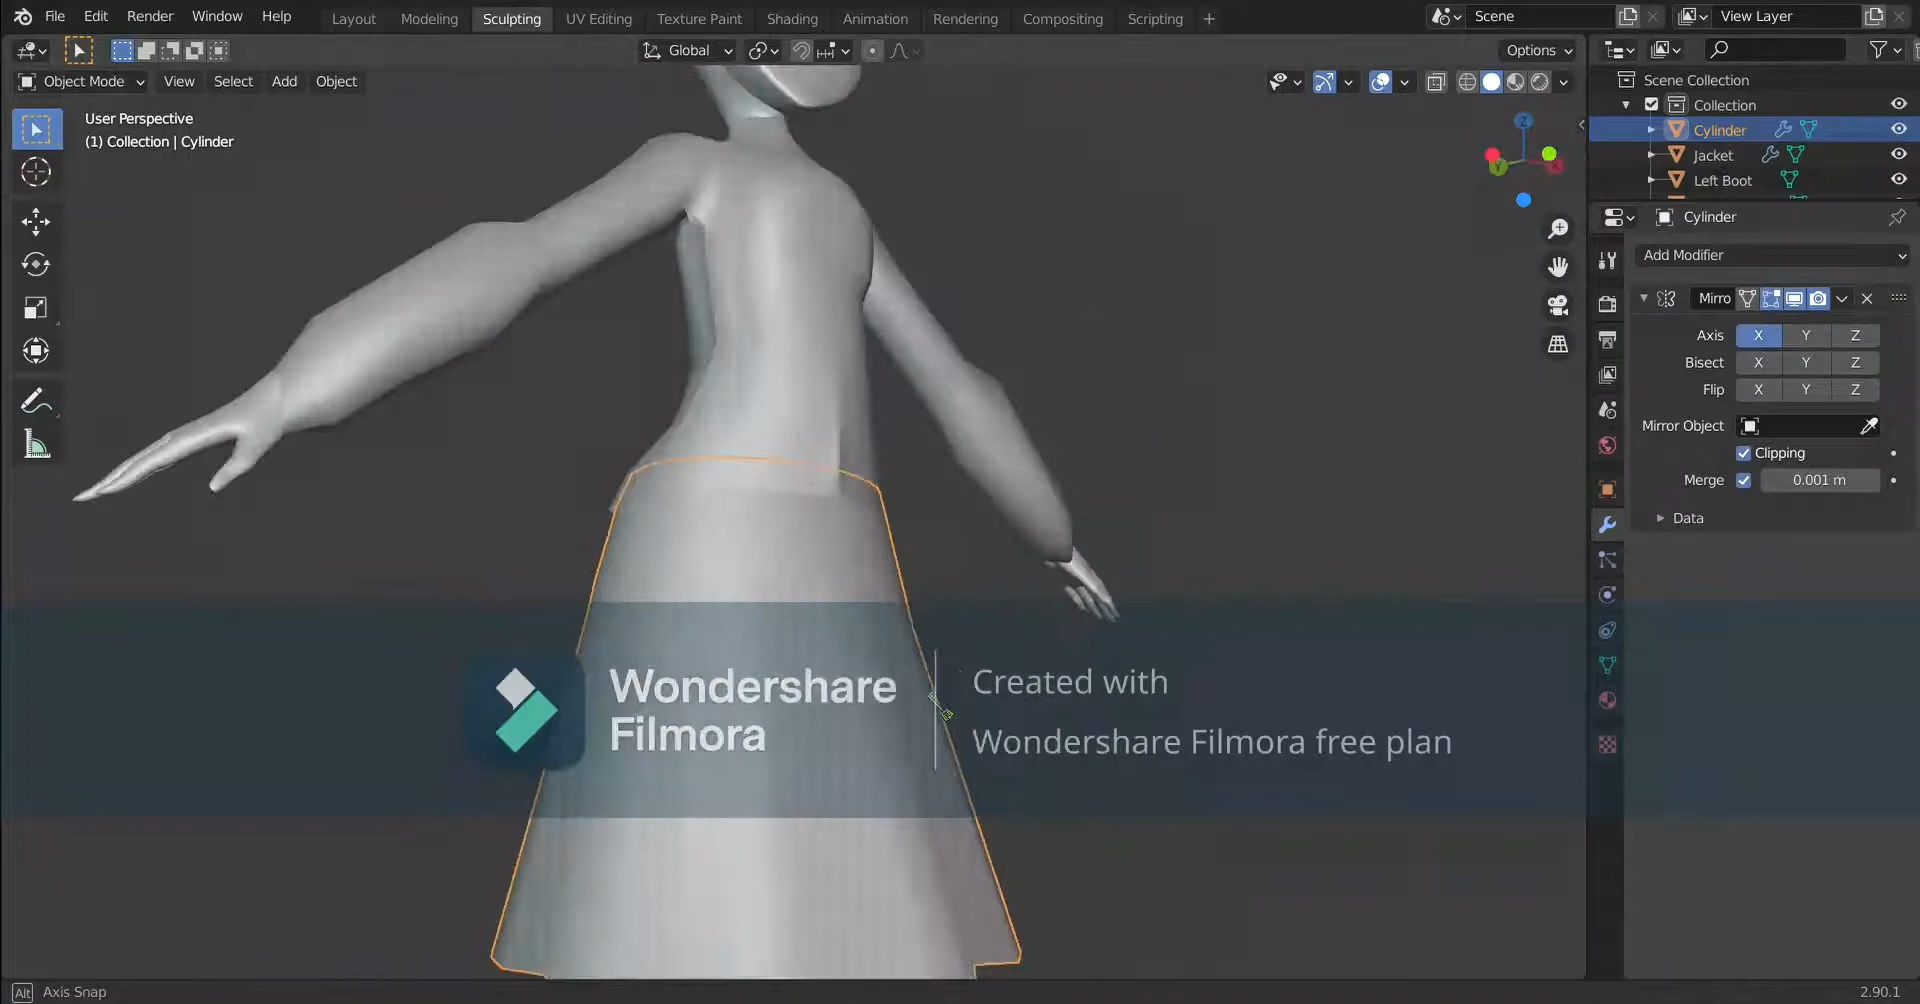 File Edit Render Window Help Layout Modeling Sculpting UV Editing Texture Paint Shading Animation Rendering Compositing Scripting + Scene View Layer
Global Options
Object Mode View Select Add Object
User Perspective
(1) Collection | Cylinder
Z
Y
Scene Collection
Collection
Cylinder
Jacket
Left Boot
Cylinder
Add Modifier
Mirro
Axis X Y Z
Bisect X Y Z
Flip X Y Z
Mirror Object
Clipping
Merge 0.001 m
Data
Wondershare
Filmora
Created with
Wondershare Filmora free plan
Alt Axis Snap
2.90.1